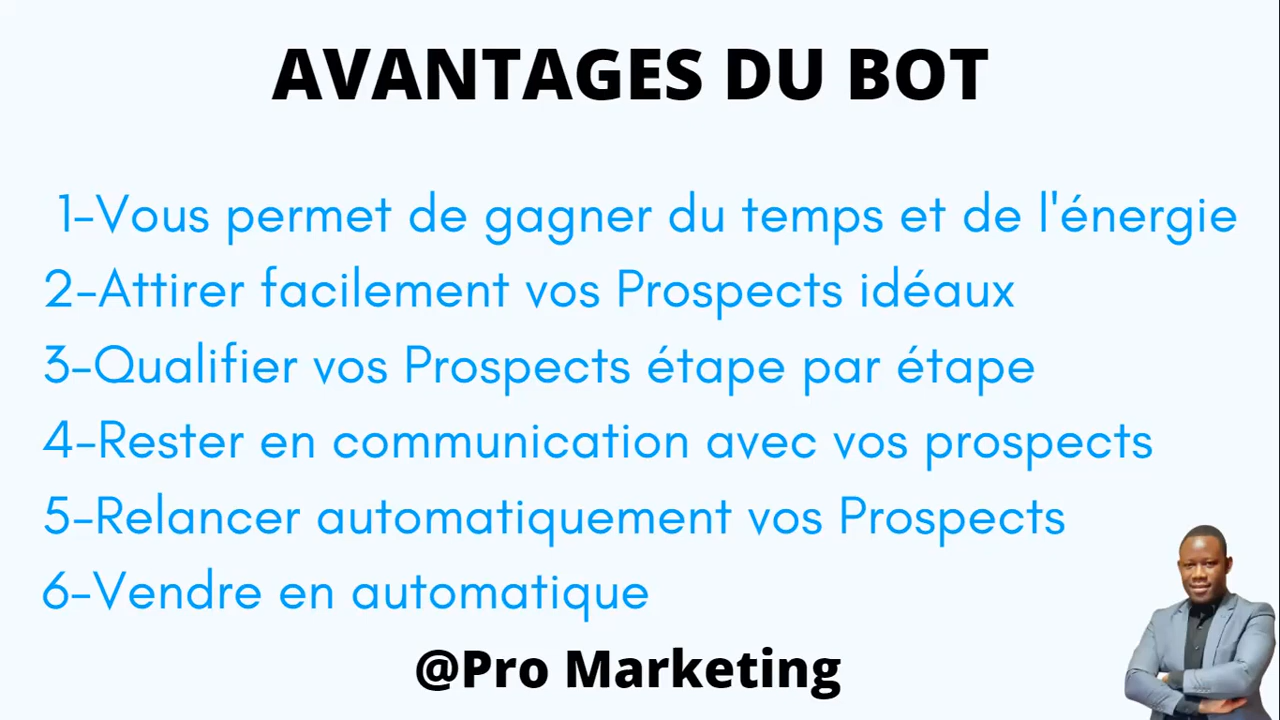 AVANTAGES DU BOT
1-Vous permet de gagner du temps et de l'énergie
2-Attirer facilement vos Prospects idéaux
3-Qualifier vos Prospects étape par étape
4-Rester en communication avec vos prospects
5-Relancer automatiquement vos Prospects
6-Vendre en automatique
@Pro Marketing